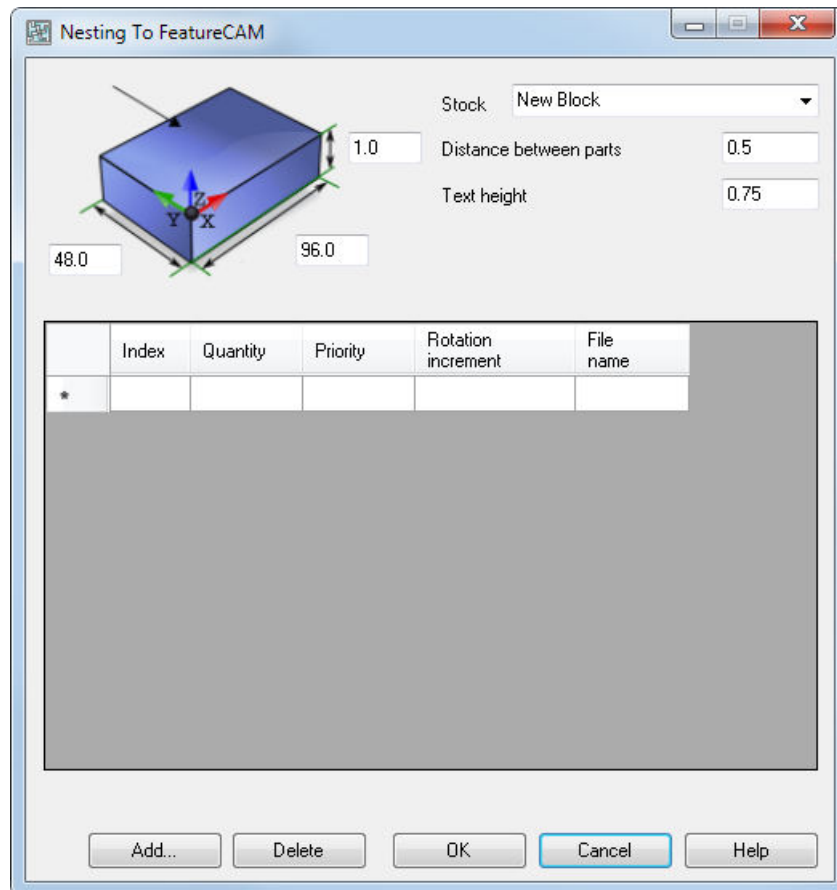 Nesting To FeatureCAM
Stock New Block
1.0 Distance between parts 0.5
Text height 0.75
Z
Y X
48.0 96.0
Index Quantity Priority Rotation increment File name
*
Add... Delete OK Cancel Help